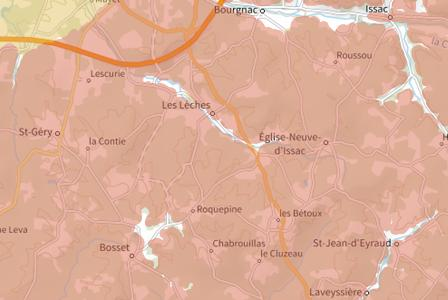 Bourgnac
Issac
Roussou
Lescurie
Les Lèches
St-Géry
la Contie
Église-Neuve-
d'Issac
Roquepine
les Bétoux
Bosset
Chabrouillas
le Cluzeau
St-Jean-d'Eyraud
Laveyssière